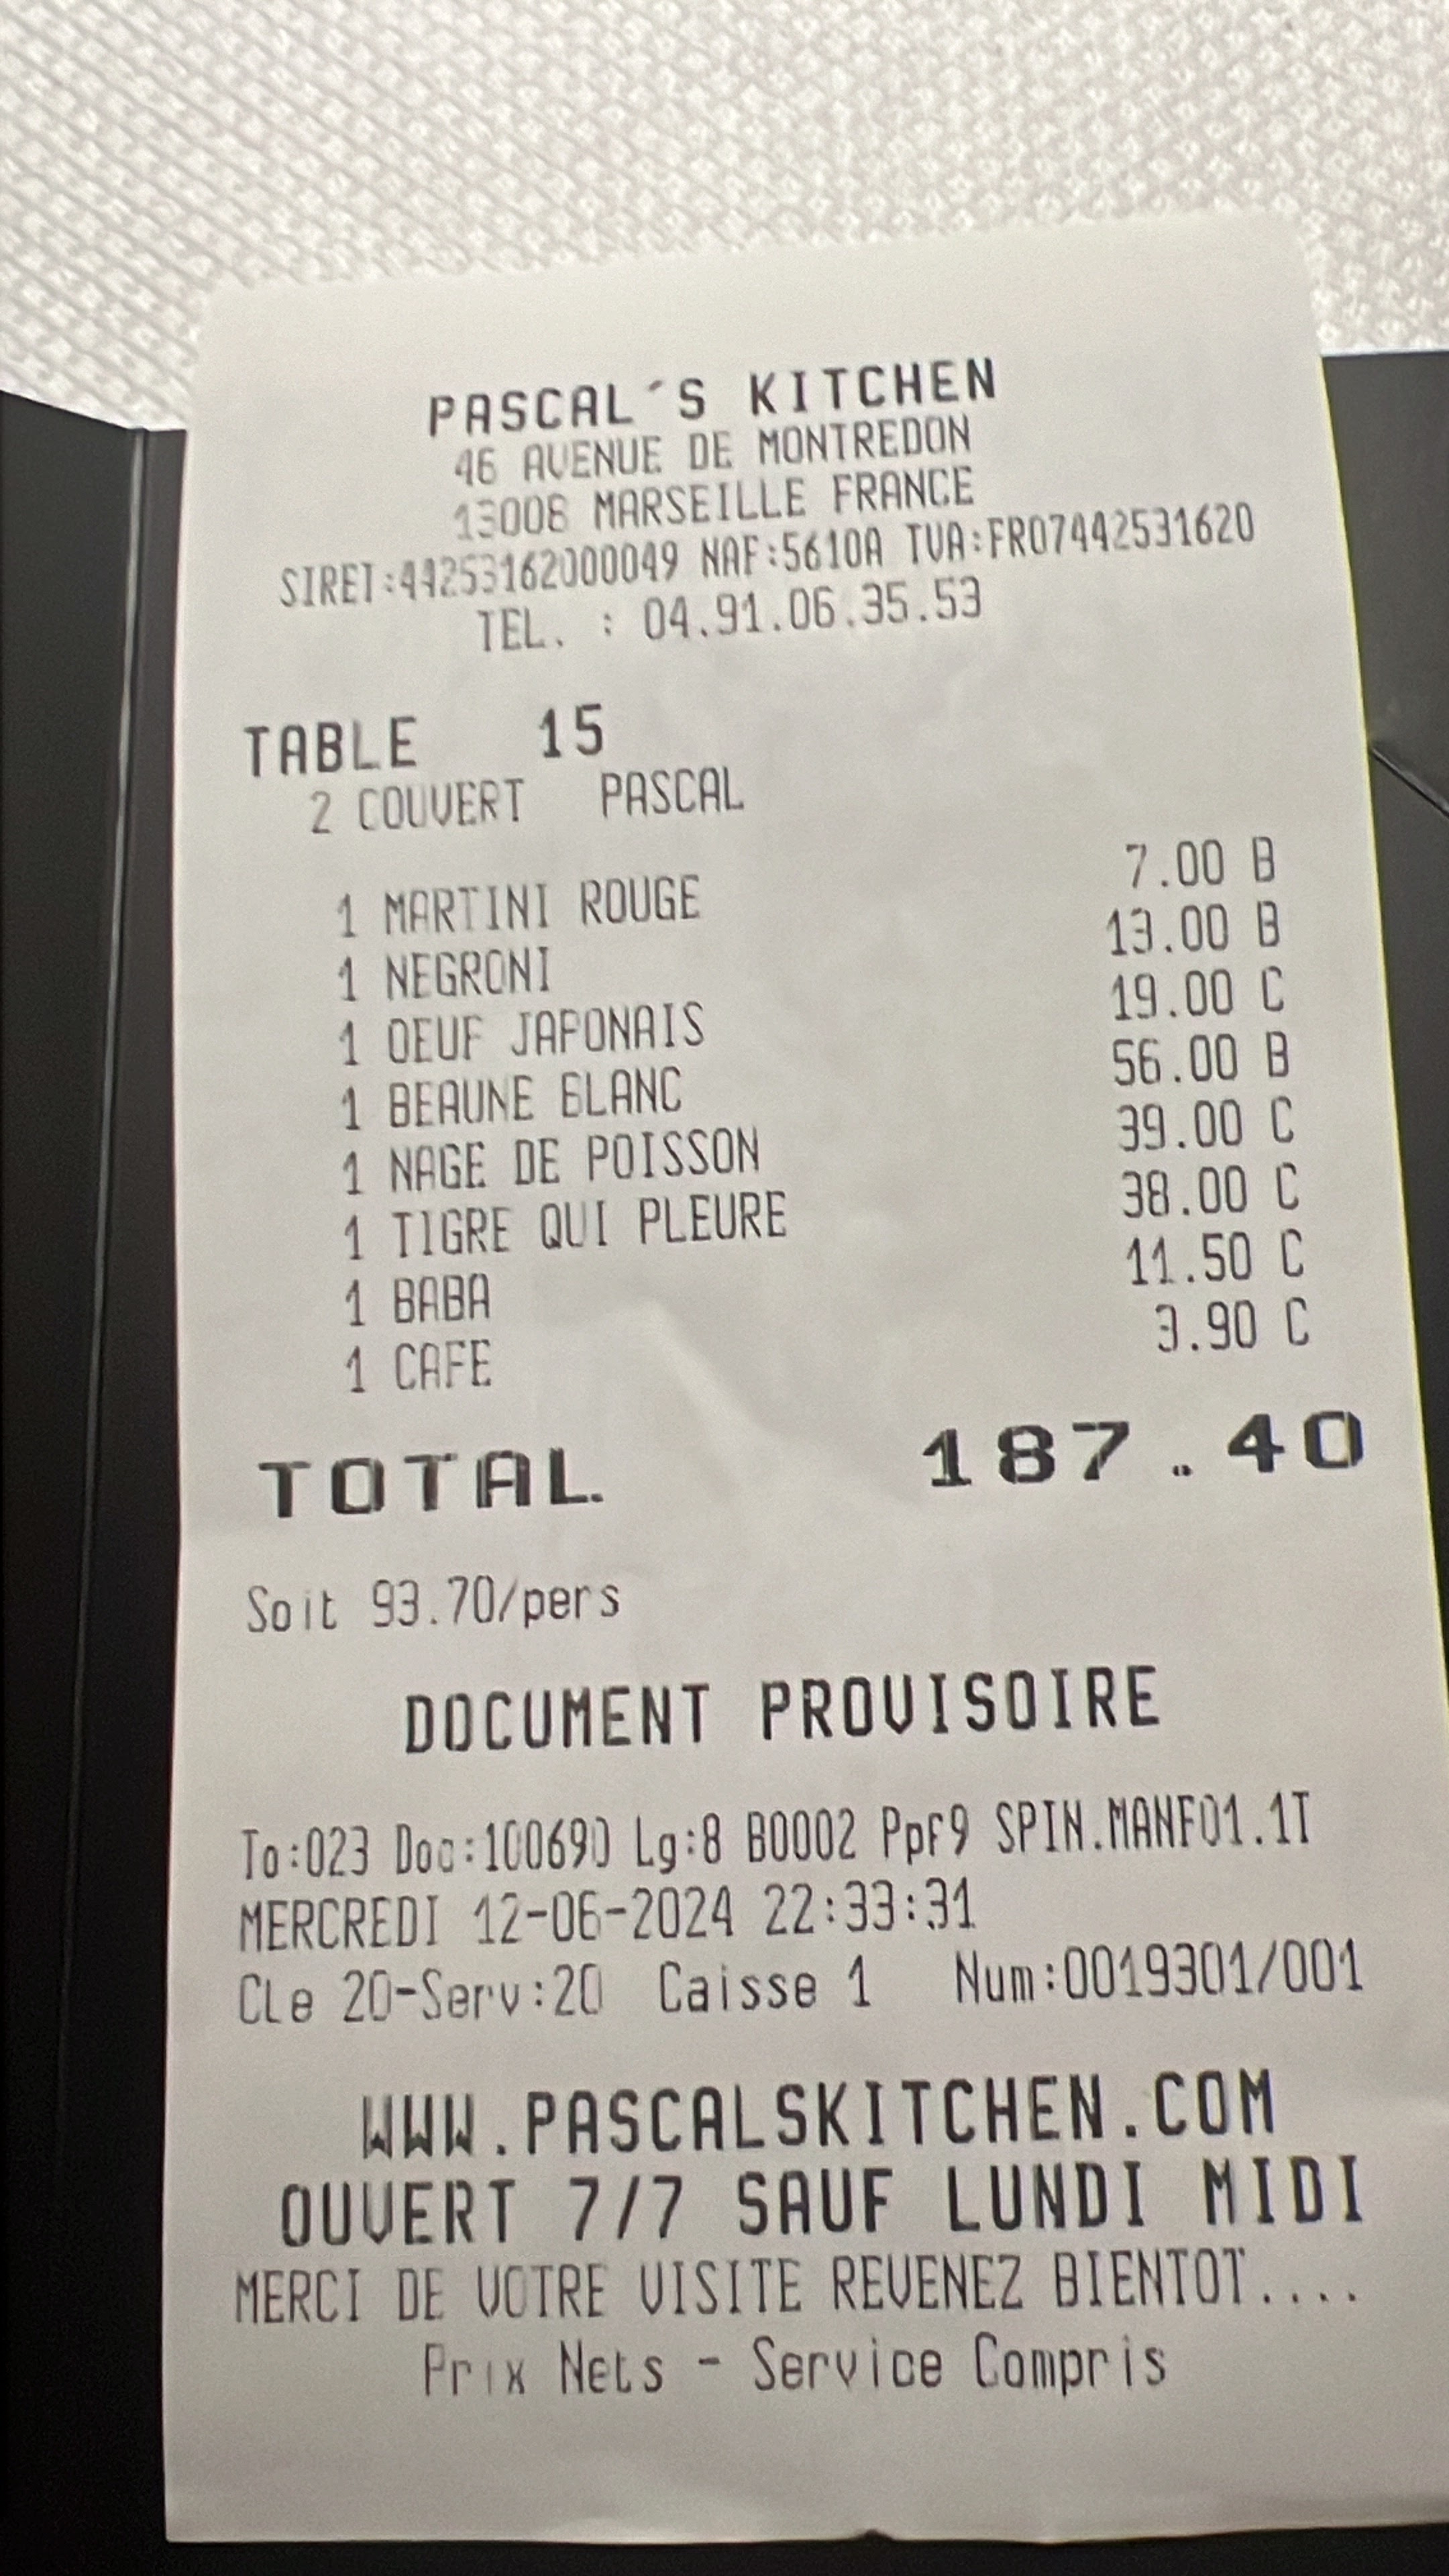 PASCAL´S KITCHEN
46 AVENUE DE MONTREDON
13008 MARSEILLE FRANCE
SIRET:44253162000049 NAF:5610A TVA:FR07442531620
TEL. : 04.91.06.35.53
TABLE 15
2 COUVERT PASCAL
1 MARTINI ROUGE 7.00 B
1 NEGRONI 13.00 B
1 OEUF JAPONAIS 19.00 C
1 BEAUNE BLANC 56.00 B
1 NAGE DE POISSON 39.00 C
1 TIGRE QUI PLEURE 38.00 C
1 BABA 11.50 C
1 CAFE 3.90 C
TOTAL 187.40
Soit 93.70/pers
DOCUMENT PROVISOIRE
To:023 Doc:100690 Lg:8 B0002 Ppf9 SPIN.MANF01.1T
MERCREDI 12-06-2024 22:33:31
CLe 20-Serv:20 Caisse 1 Num:0019301/001
WWW.PASCALSKITCHEN.COM
OUVERT 7/7 SAUF LUNDI MIDI
MERCI DE VOTRE VISITE REVENEZ BIENTOT....
Prix Nets - Service Compris